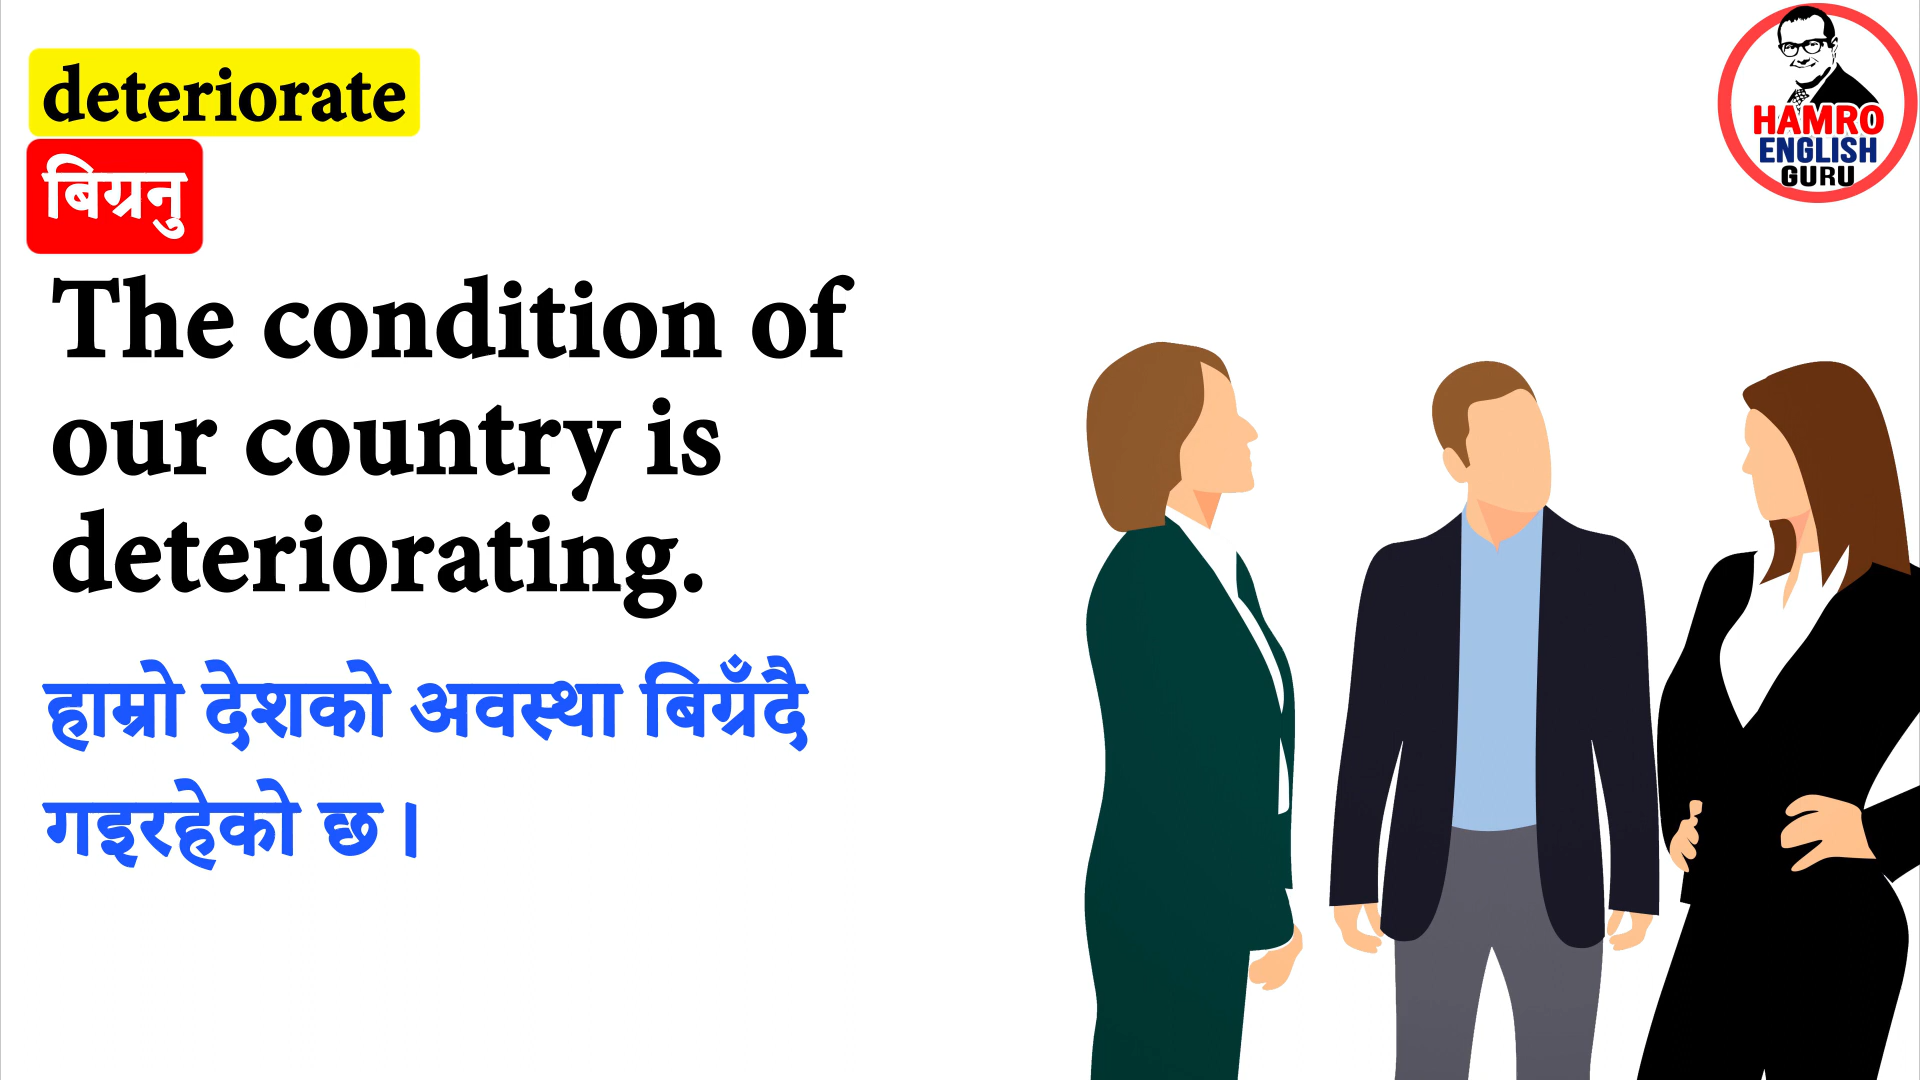 deteriorate
बिग्रनु
The condition of
our country is
deteriorating.
हाम्रो देशको अवस्था बिग्रँदै
गइरहेको छ।
HAMRO
ENGLISH
GURU